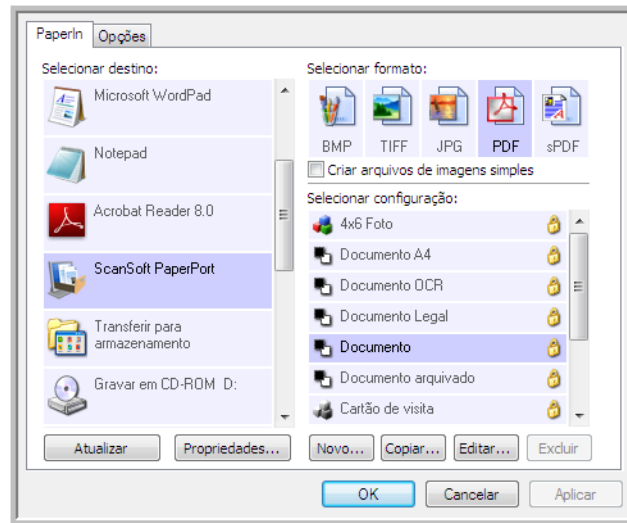 PaperIn
Opções
Selecionar destino:
Microsoft WordPad
Notepad
Acrobat Reader 8.0
ScanSoft PaperPort
Transferir para
armazenamento
Gravar em CD-ROM D:
Atualizar
Propriedades...
Selecionar formato:
BMP
TIFF
JPG
PDF
sPDF
Criar arquivos de imagens simples
Selecionar configuração:
4x6 Foto
Documento A4
Documento OCR
Documento Legal
Documento
Documento arquivado
Cartão de visita
Novo...
Copiar...
Editar...
Excluir
OK
Cancelar
Aplicar